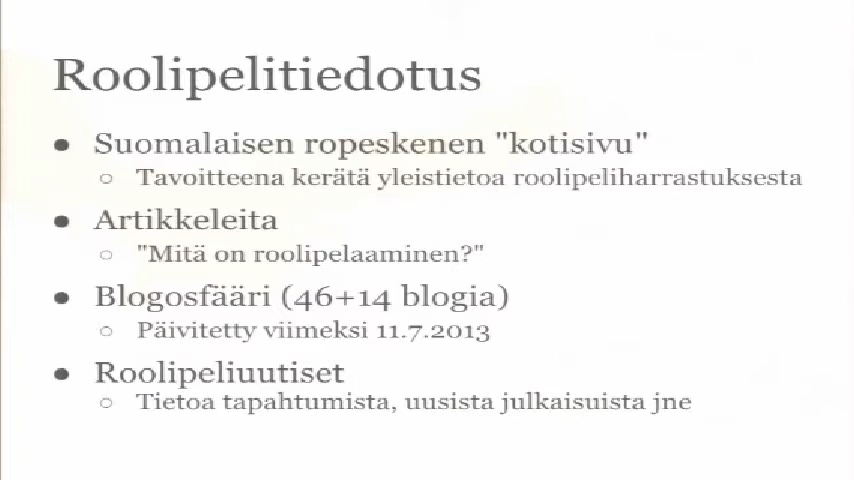 Roolipelitiedotus
● Suomalaisen ropeskenen "kotisivu"
○ Tavoitteena kerätä yleistietoa roolipeliharrastuksesta
● Artikkeleita
○ "Mitä on roolipelaaminen?"
● Blogosfääri (46+14 blogia)
○ Päivitetty viimeksi 11.7.2013
● Roolipeliuutiset
○ Tietoa tapahtumista, uusista julkaisuista jne